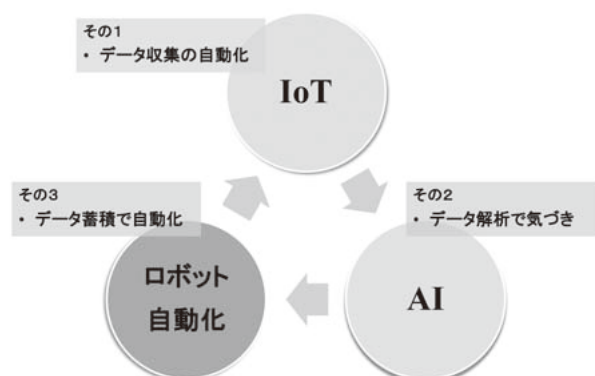 その1
・ データ収集の自動化
IoT
その2
・ データ解析で気づき
AI
その3
・ データ蓄積で自動化
ロボット
自動化